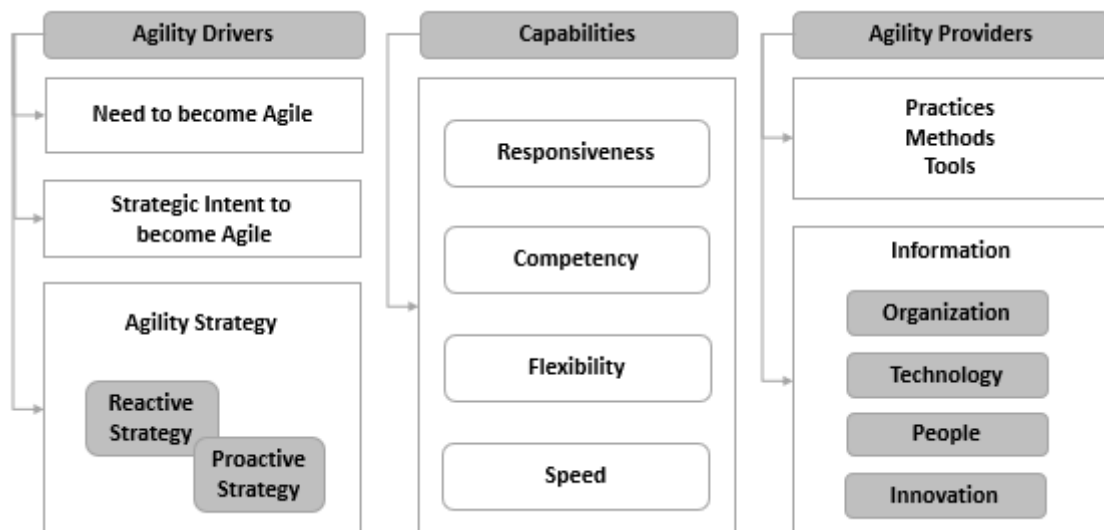 Agility Drivers
Need to become Agile
Strategic Intent to
become Agile
Agility Strategy
Reactive
Strategy
Proactive
Strategy
Capabilities
Responsiveness
Competency
Flexibility
Speed
Agility Providers
Practices
Methods
Tools
Information
Organization
Technology
People
Innovation